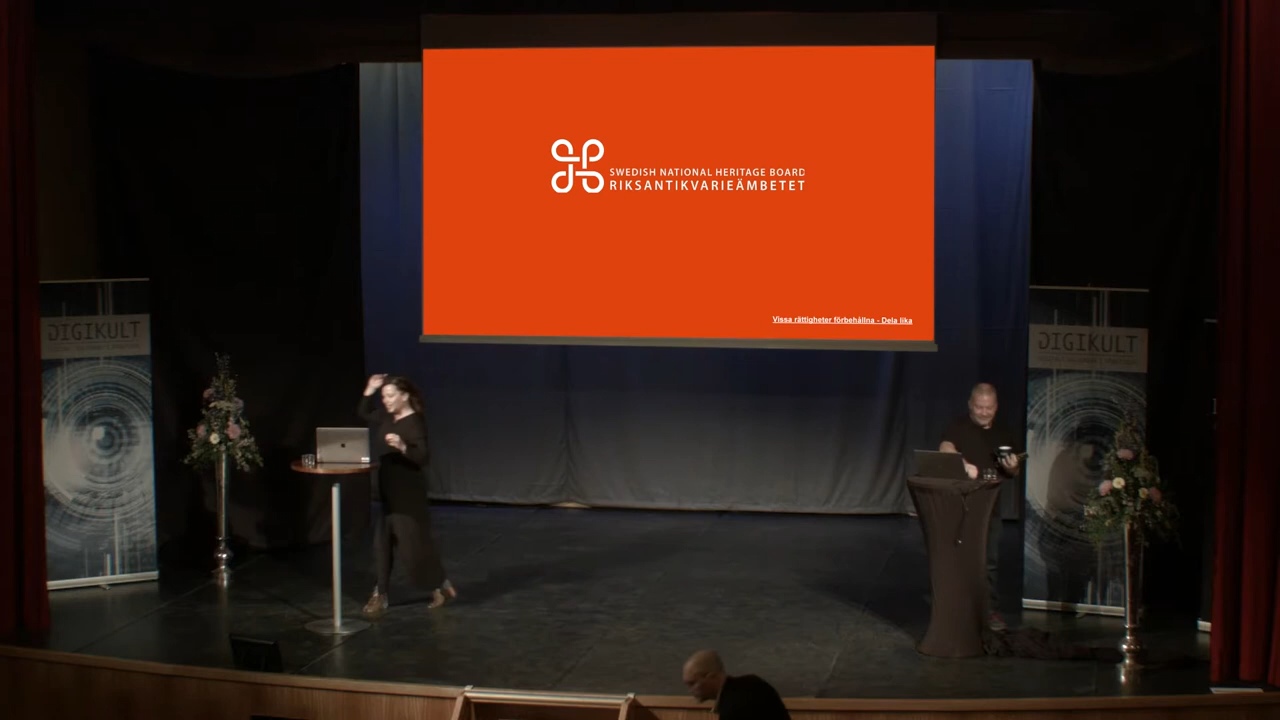 SWEDISH NATIONAL HERITAGE BOARD
RIKSANTIKVARIEÄMBETET
Vissa rättigheter förbehållna - Dela lika
DIGIKULT
DIGIKULT